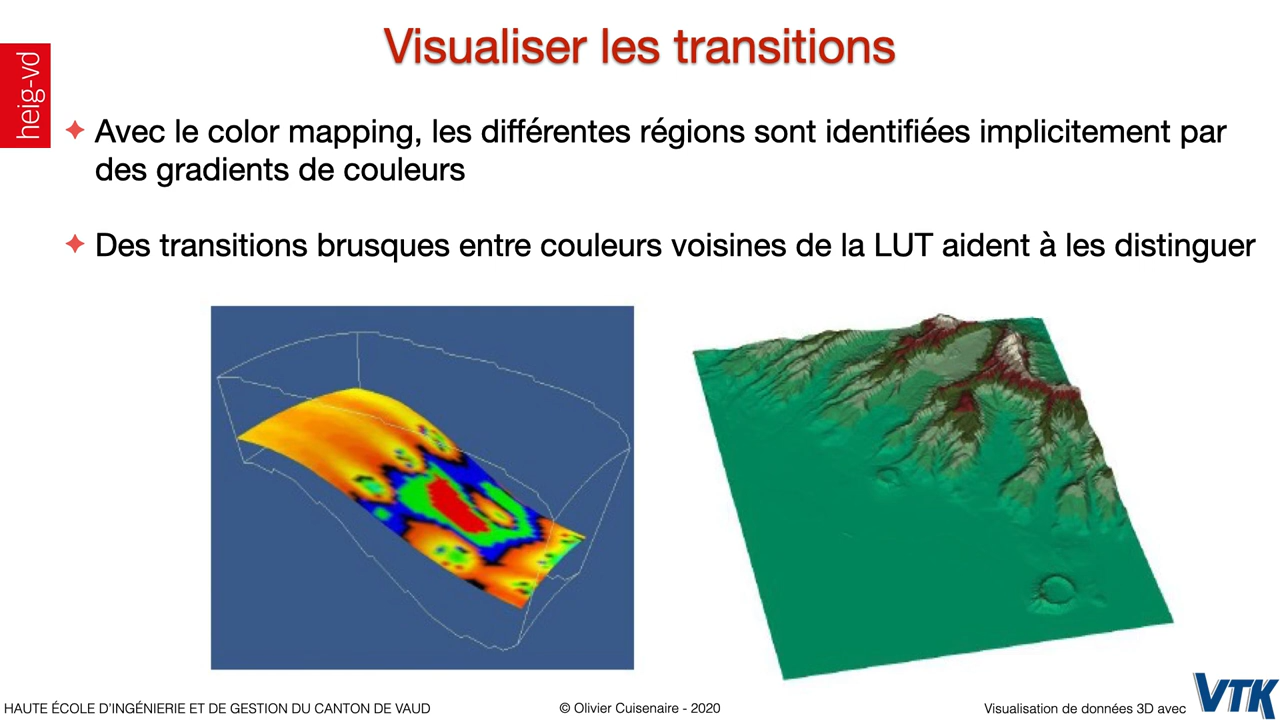 Visualiser les transitions
heig-vd
Avec le color mapping, les différentes régions sont identifiées implicitement par
des gradients de couleurs
Des transitions brusques entre couleurs voisines de la LUT aident à les distinguer
HAUTE ÉCOLE D'INGÉNIERIE ET DE GESTION DU CANTON DE VAUD
© Olivier Cuisenaire - 2020
Visualisation de données 3D avec
VTK